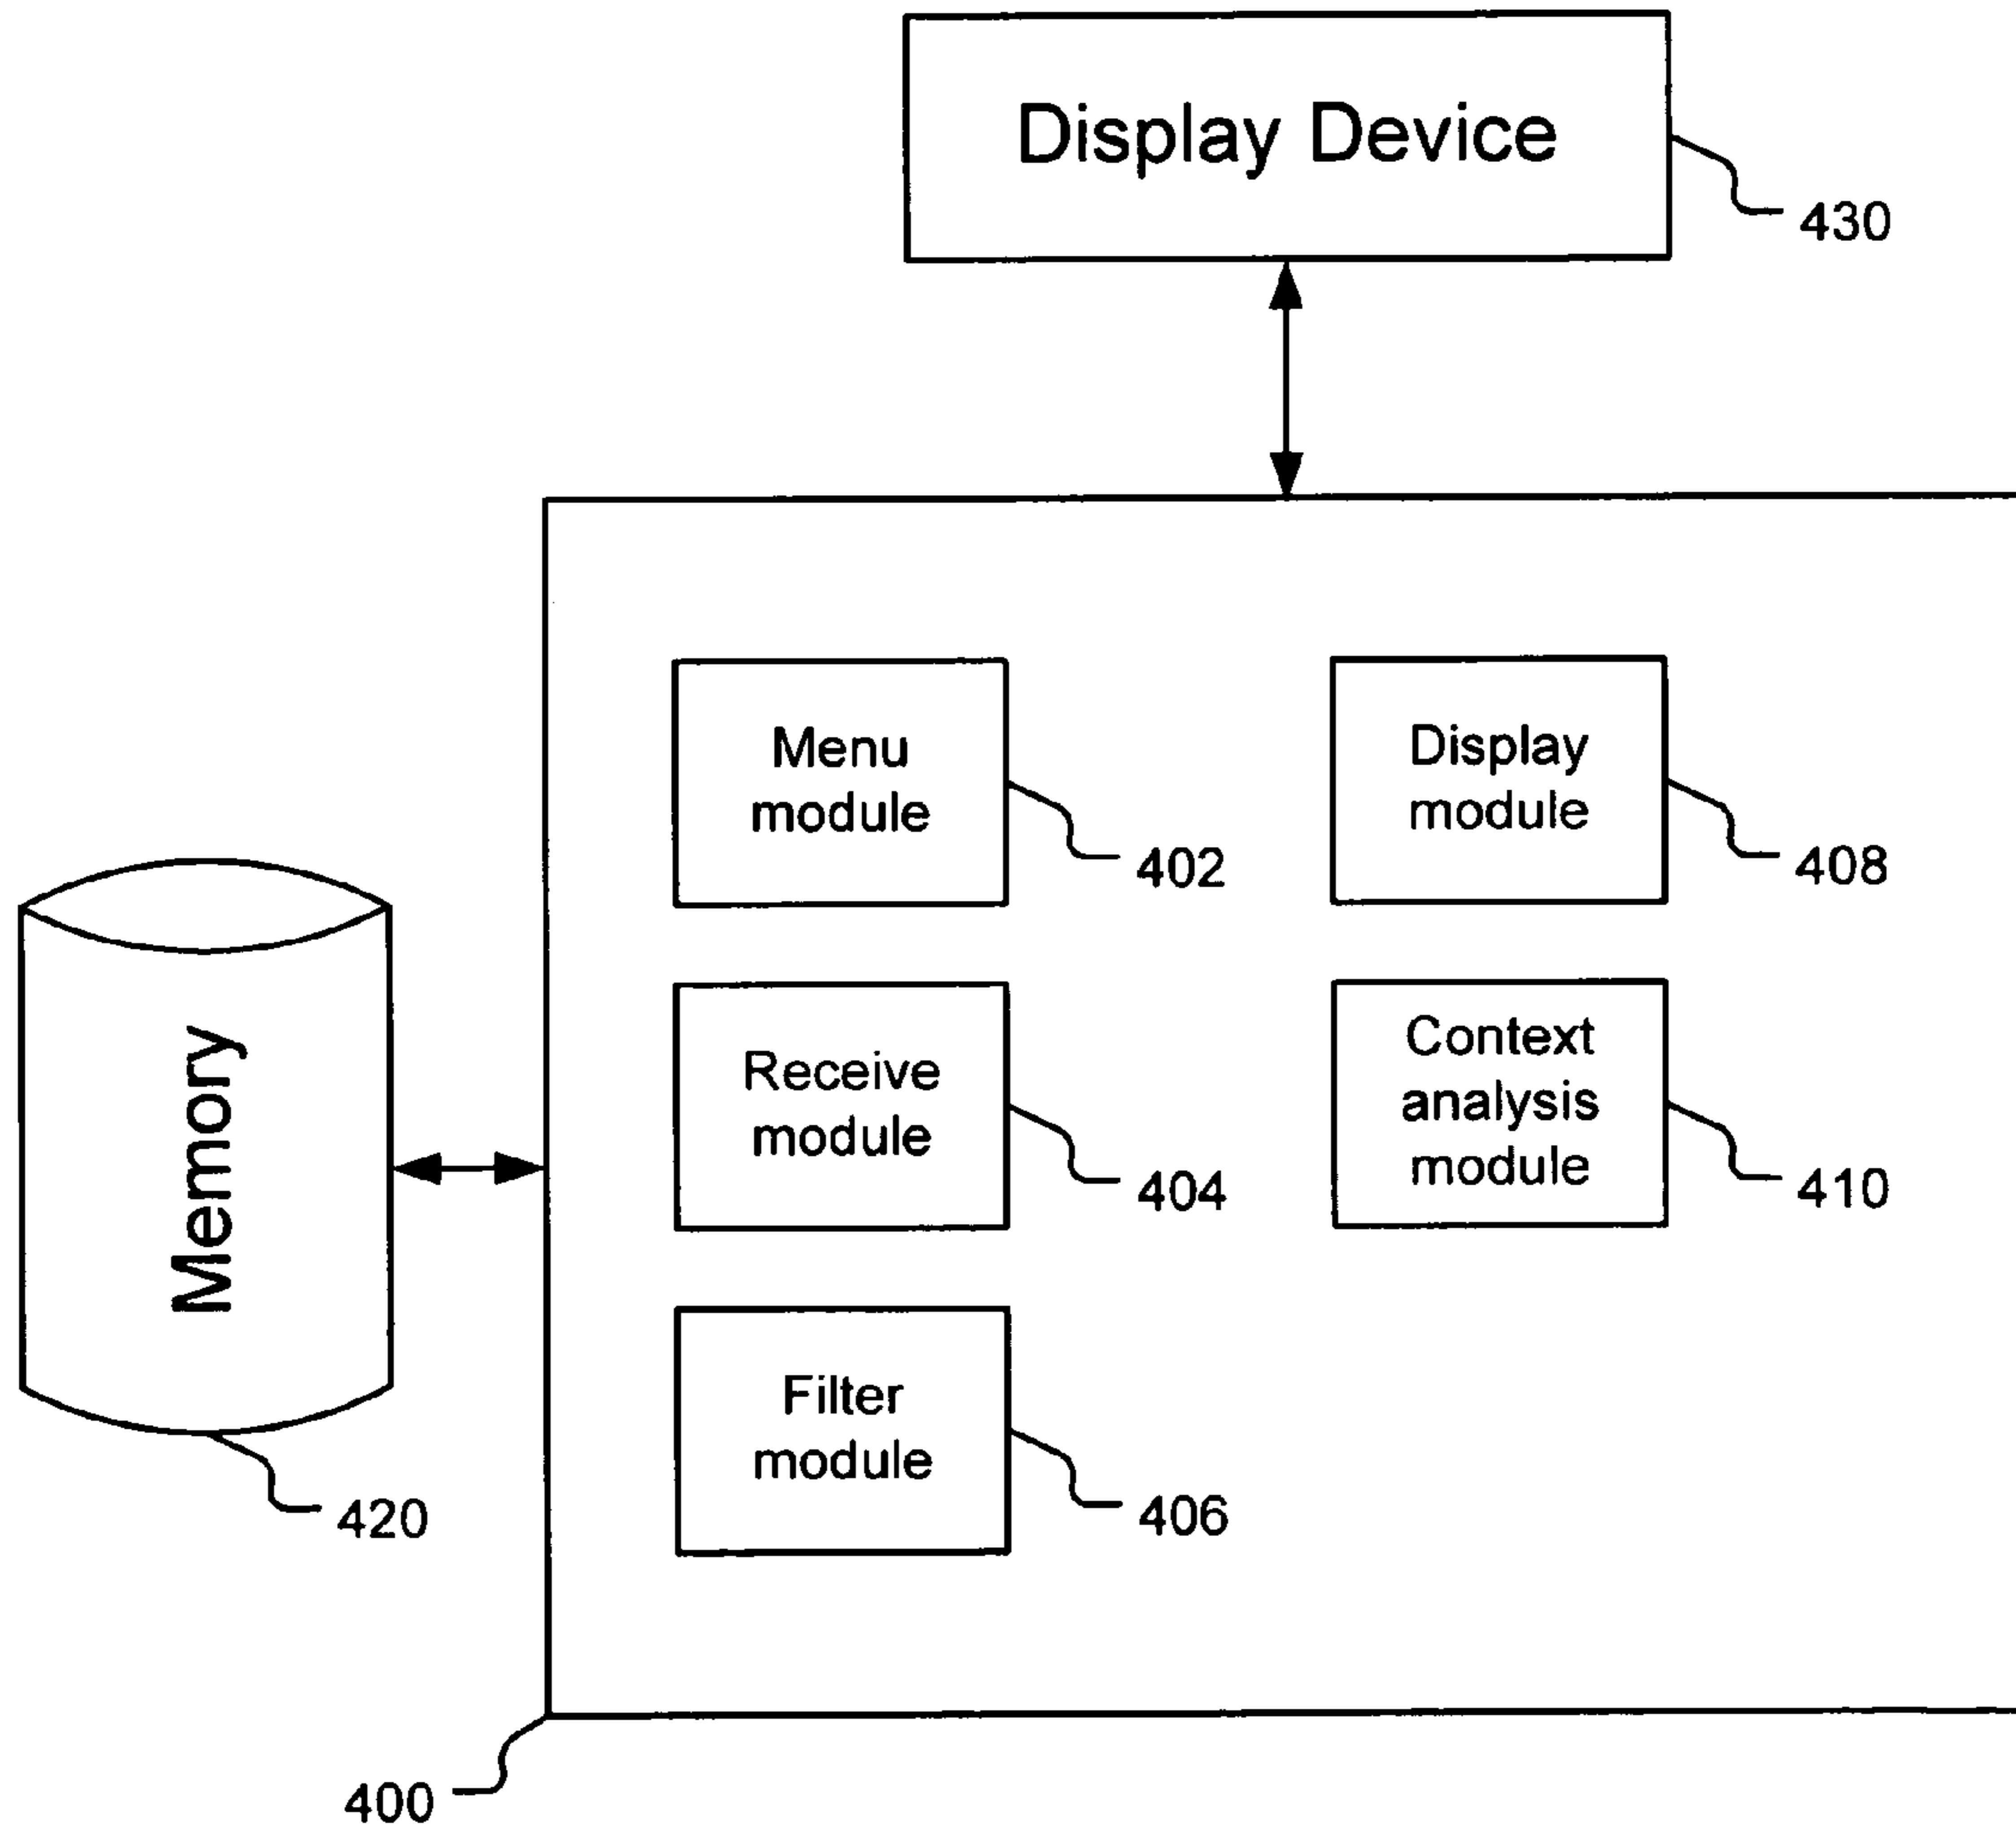 Display Device
430
Menu
module
402
Display
module
408
Receive
module
404
Context
analysis
module
410
Memory
Filter
module
406
420
400